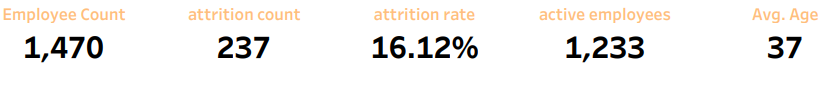 Employee Count attrition count attrition rate active employees Avg. Age
1,470 237 16.12% 1,233 37